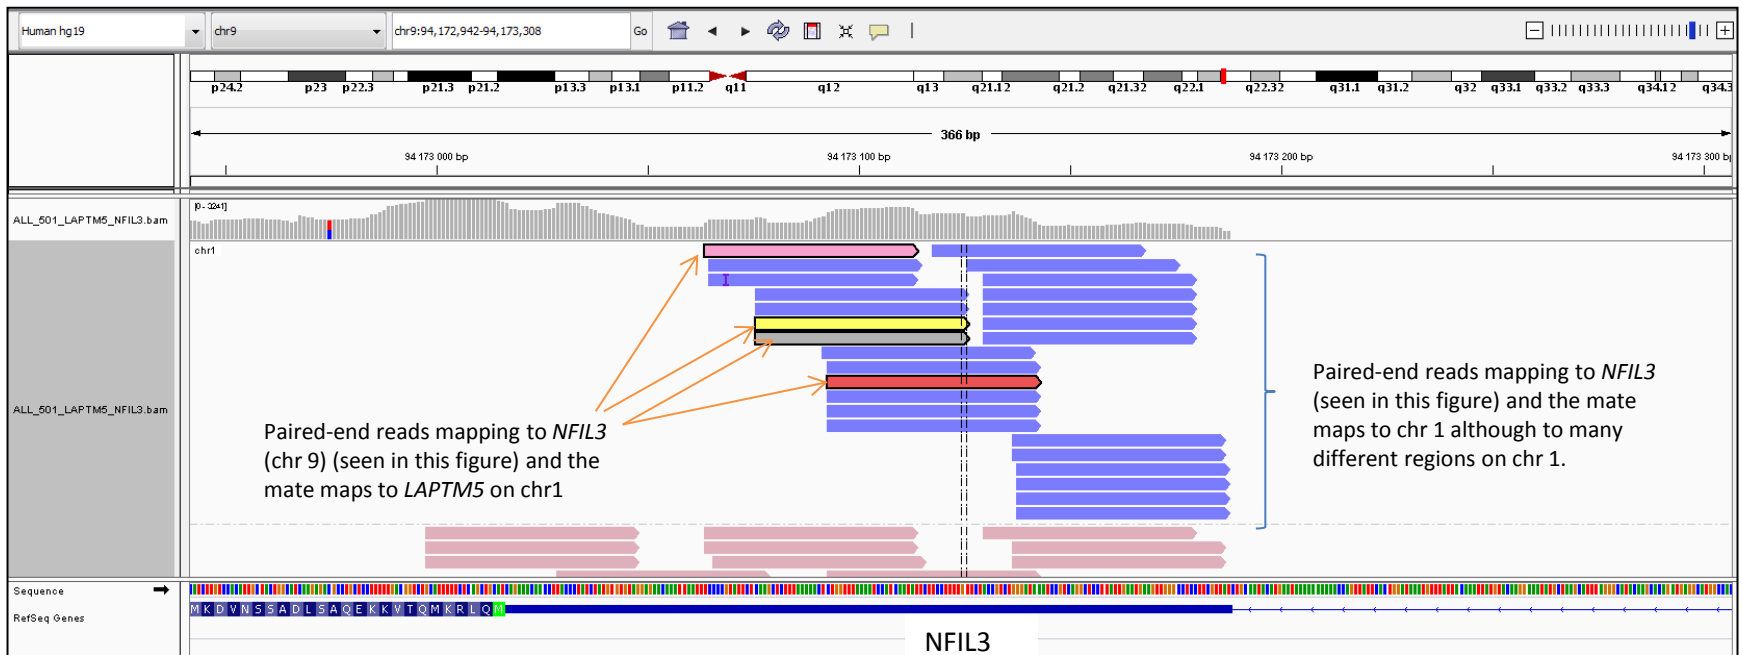 Human hg19 chr9 chr9:94,172,942-94,173,308 Go
p24.2 p23 p22.3 p21.3 p21.2 p13.3 p13.1 p11.2 q11 q12 q13 q21.12 q21.2 q21.32 q22.1 q22.32 q31.1 q31.2 q32 q33.1 q33.2 q33.3 q34.12 q34.3
366 bp
94 173 000 bp 94 173 100 bp 94 173 200 bp 94 173 300 bp
[0 - 3241]
ALL_501_LAPTM5_NFIL3.bam
chr1
ALL_501_LAPTM5_NFIL3.bam
Paired-end reads mapping to NFIL3
(chr 9) (seen in this figure) and the
mate maps to LAPTM5 on chr1
Paired-end reads mapping to NFIL3
(seen in this figure) and the mate
maps to chr 1 although to many
different regions on chr 1.
Sequence
RefSeq Genes
M K D V N S S A D L S A Q E K K V T Q M K R L Q M
NFIL3